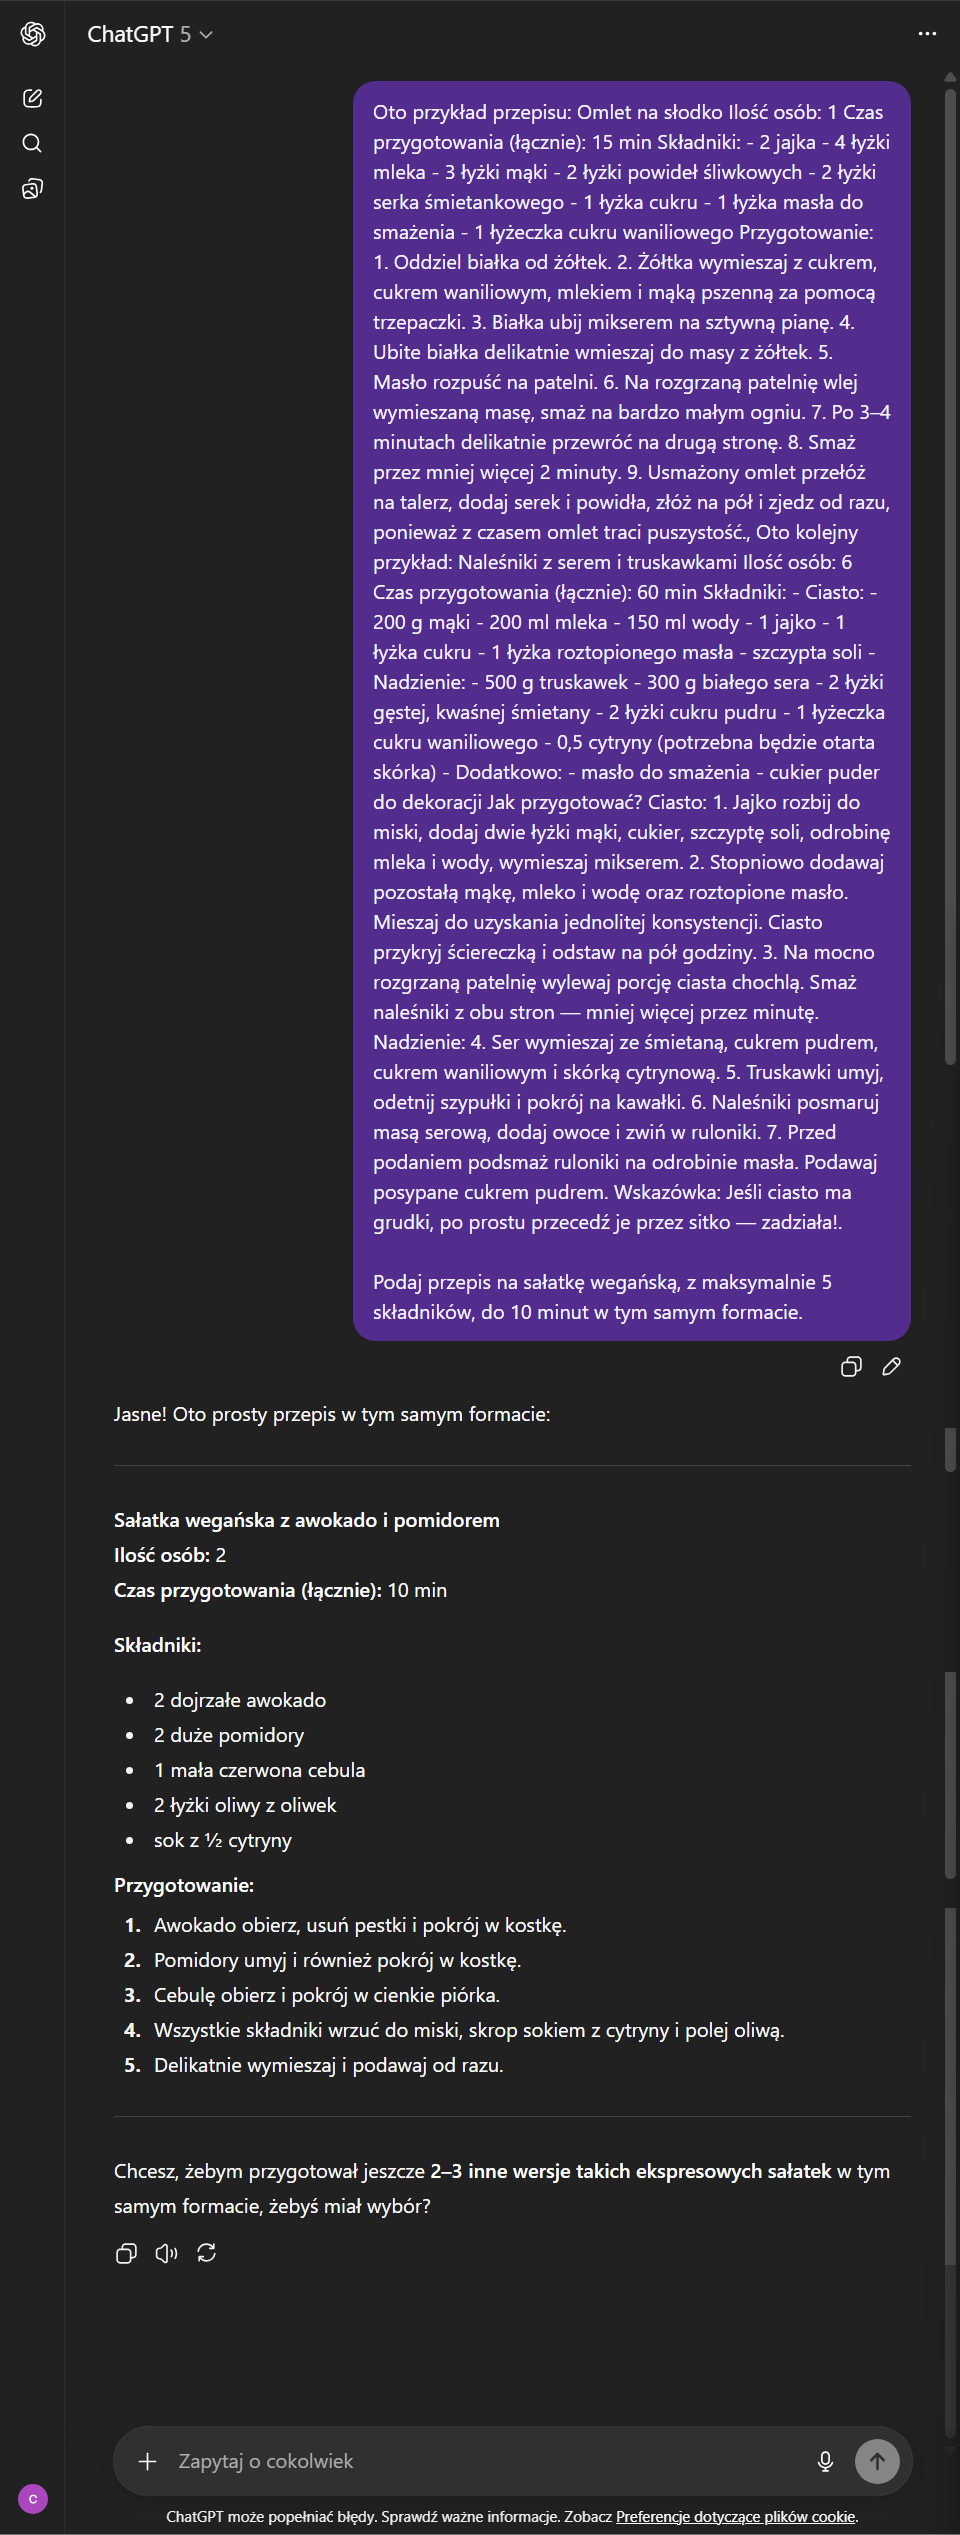 ChatGPT 5
Oto przykład przepisu: Omlet na słodko Ilość osób: 1 Czas
przygotowania (łącznie): 15 min Składniki: - 2 jajka - 4 łyżki
mleka - 3 łyżki mąki - 2 łyżki powideł śliwkowych - 2 łyżki
serka śmietankowego - 1 łyżka cukru - 1 łyżka masła do
smażenia - 1 łyżeczka cukru waniliowego Przygotowanie:
1. Oddziel białka od żółtek. 2. Żółtka wymieszaj z cukrem,
cukrem waniliowym, mlekiem i mąką pszenną za pomocą
trzepaczki. 3. Białka ubij mikserem na sztywną pianę. 4.
Ubite białka delikatnie wmieszaj do masy z żółtek. 5.
Masło rozpuść na patelni. 6. Na rozgrzaną patelnię wlej
wymieszaną masę, smaż na bardzo małym ogniu. 7. Po 3–4
minutach delikatnie przewróć na drugą stronę. 8. Smaż
przez mniej więcej 2 minuty. 9. Usmażony omlet przełóż
na talerz, dodaj serek i powidła, złóż na pół i zjedz od razu,
ponieważ z czasem omlet traci puszystość., Oto kolejny
przykład: Naleśniki z serem i truskawkami Ilość osób: 6
Czas przygotowania (łącznie): 60 min Składniki: - Ciasto: -
200 g mąki - 200 ml mleka - 150 ml wody - 1 jajko - 1
łyżka cukru - 1 łyżka roztopionego masła - szczypta soli -
Nadzienie: - 500 g truskawek - 300 g białego sera - 2 łyżki
gęstej, kwaśnej śmietany - 2 łyżki cukru pudru - 1 łyżeczka
cukru waniliowego - 0,5 cytryny (potrzebna będzie otarta
skórka) - Dodatkowo: - masło do smażenia - cukier puder
do dekoracji Jak przygotować? Ciasto: 1. Jajko rozbij do
miski, dodaj dwie łyżki mąki, cukier, szczyptę soli, odrobinę
mleka i wody, wymieszaj mikserem. 2. Stopniowo dodawaj
pozostałą mąkę, mleko i wodę oraz roztopione masło.
Mieszaj do uzyskania jednolitej konsystencji. Ciasto
przykryj ściereczką i odstaw na pół godziny. 3. Na mocno
rozgrzaną patelnię wylewaj porcję ciasta chochlą. Smaż
naleśniki z obu stron — mniej więcej przez minutę.
Nadzienie: 4. Ser wymieszaj ze śmietaną, cukrem pudrem,
cukrem waniliowym i skórką cytrynową. 5. Truskawki umyj,
odetnij szypułki i pokrój na kawałki. 6. Naleśniki posmaruj
masą serową, dodaj owoce i zwiń w ruloniki. 7. Przed
podaniem podsmaż ruloniki na odrobinie masła. Podawaj
posypane cukrem pudrem. Wskazówka: Jeśli ciasto ma
grudki, po prostu przecedź je przez sitko — zadziała!.
Podaj przepis na sałatkę wegańską, z maksymalnie 5
składników, do 10 minut w tym samym formacie.
Jasne! Oto prosty przepis w tym samym formacie:
Sałatka wegańska z awokado i pomidorem
Ilość osób: 2
Czas przygotowania (łącznie): 10 min
Składniki:
• 2 dojrzałe awokado
• 2 duże pomidory
• 1 mała czerwona cebula
• 2 łyżki oliwy z oliwek
• sok z ½ cytryny
Przygotowanie:
1. Awokado obierz, usuń pestki i pokrój w kostkę.
2. Pomidory umyj i również pokrój w kostkę.
3. Cebulę obierz i pokrój w cienkie piórka.
4. Wszystkie składniki wrzuć do miski, skrop sokiem z cytryny i polej oliwą.
5. Delikatnie wymieszaj i podawaj od razu.
Chcesz, żebym przygotował jeszcze 2–3 inne wersje takich ekspresowych sałatek w tym
samym formacie, żebyś miał wybór?
Zapytaj o cokolwiek
C
ChatGPT może popełniać błędy. Sprawdź ważne informacje. Zobacz Preferencje dotyczące plików cookie.